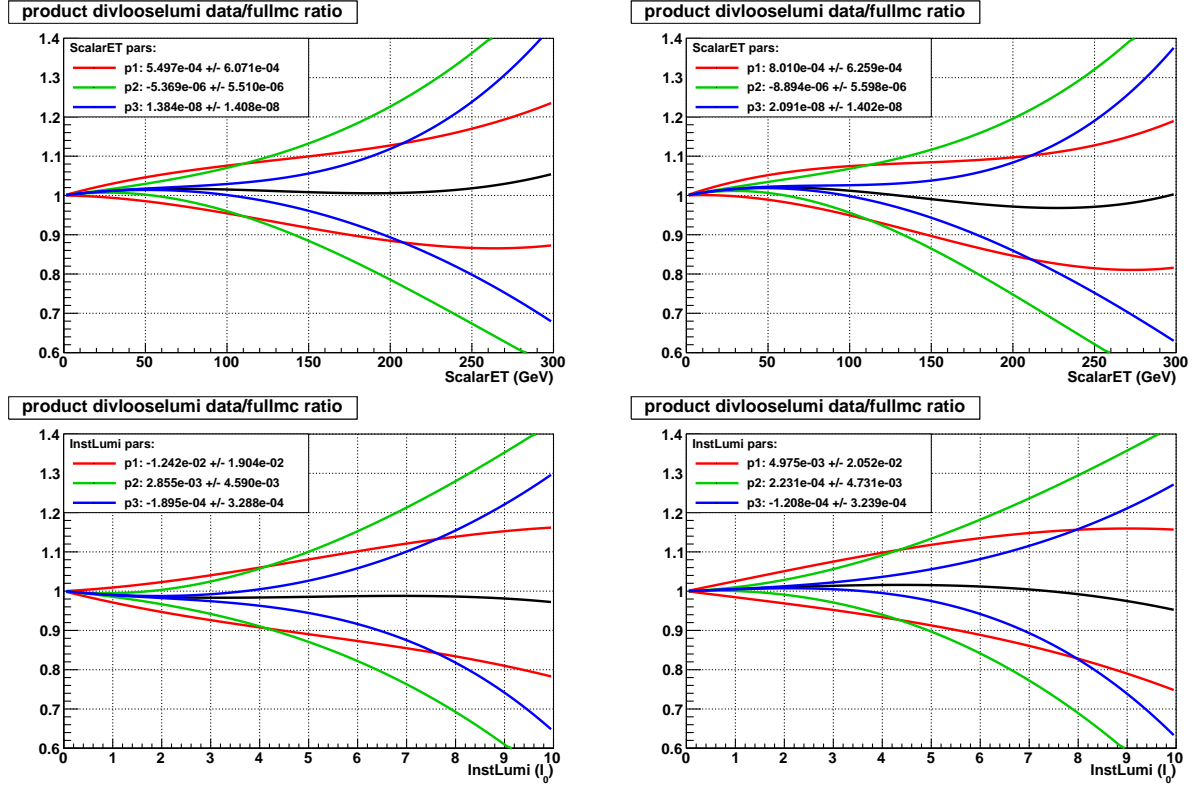 product divlooselumi data/fullmc ratio
ScalarET pars:
p1: 5.497e-04 +/- 6.071e-04
p2: -5.369e-06 +/- 5.510e-06
p3: 1.384e-08 +/- 1.408e-08
1.4
1.3
1.2
1.1
1
0.9
0.8
0.7
0.6
0 50 100 150 200 250 300
ScalarET (GeV)
product divlooselumi data/fullmc ratio
ScalarET pars:
p1: 8.010e-04 +/- 6.259e-04
p2: -8.894e-06 +/- 5.598e-06
p3: 2.091e-08 +/- 1.402e-08
1.4
1.3
1.2
1.1
1
0.9
0.8
0.7
0.6
0 50 100 150 200 250 300
ScalarET (GeV)
product divlooselumi data/fullmc ratio
InstLumi pars:
p1: -1.242e-02 +/- 1.904e-02
p2: 2.855e-03 +/- 4.590e-03
p3: -1.895e-04 +/- 3.288e-04
1.4
1.3
1.2
1.1
1
0.9
0.8
0.7
0.6
0 1 2 3 4 5 6 7 8 9 10
InstLumi (I_0)
product divlooselumi data/fullmc ratio
InstLumi pars:
p1: 4.975e-03 +/- 2.052e-02
p2: 2.231e-04 +/- 4.731e-03
p3: -1.208e-04 +/- 3.239e-04
1.4
1.3
1.2
1.1
1
0.9
0.8
0.7
0.6
0 1 2 3 4 5 6 7 8 9 10
InstLumi (I_0)